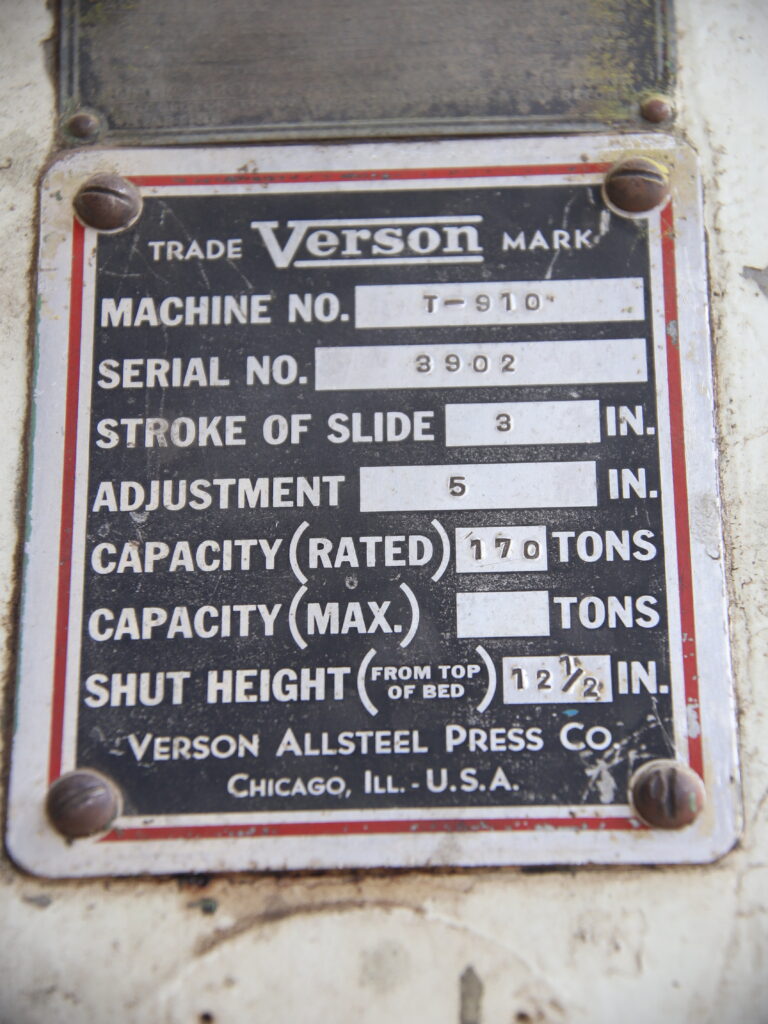 TRADE Verson MARK
MACHINE NO. T-910
SERIAL NO. 3902
STROKE OF SLIDE 3 IN.
ADJUSTMENT 5 IN.
CAPACITY (RATED) 170 TONS
CAPACITY (MAX.) TONS
SHUT HEIGHT (FROM TOP OF BED) 12 1/2 IN.
VERSON ALLSTEEL PRESS CO.
CHICAGO, ILL. - U.S.A.